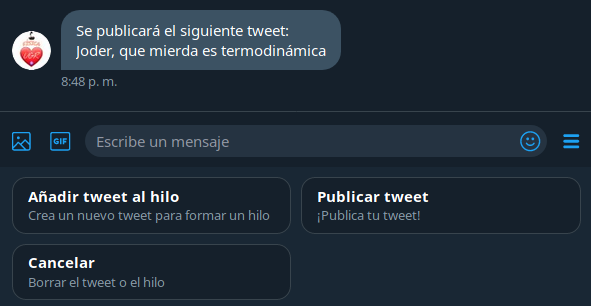 Se publicará el siguiente tweet:
Joder, que mierda es termodinámica
8:48 p. m.
GIF
Escribe un mensaje
Añadir tweet al hilo
Crea un nuevo tweet para formar un hilo
Publicar tweet
¡Publica tu tweet!
Cancelar
Borrar el tweet o el hilo